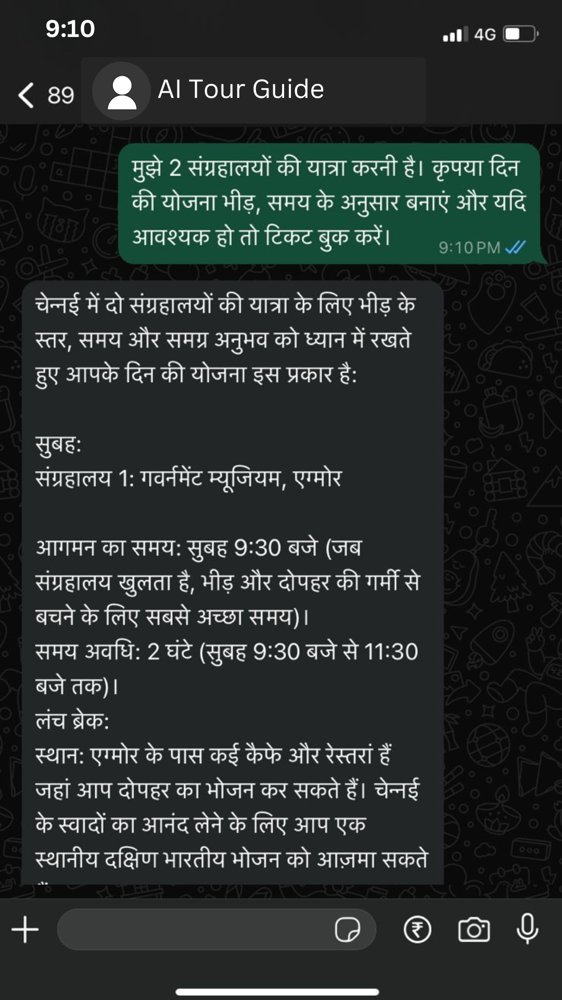 9:10
4G
89
AI Tour Guide
मुझे 2 संग्रहालयों की यात्रा करनी है। कृपया दिन
की योजना भीड़, समय के अनुसार बनाएं और यदि
आवश्यक हो तो टिकट बुक करें।
9:10 PM
चेन्नई में दो संग्रहालयों की यात्रा के लिए भीड़ के
स्तर, समय और समग्र अनुभव को ध्यान में रखते
हुए आपके दिन की योजना इस प्रकार है:
सुबह:
संग्रहालय 1: गवर्नमेंट म्यूजियम, एग्मोर
आगमन का समय: सुबह 9:30 बजे (जब
संग्रहालय खुलता है, भीड़ और दोपहर की गर्मी से
बचने के लिए सबसे अच्छा समय)।
समय अवधि: 2 घंटे (सुबह 9:30 बजे से 11:30
बजे तक)।
लंच ब्रेक:
स्थान: एग्मोर के पास कई कैफे और रेस्तरां हैं
जहां आप दोपहर का भोजन कर सकते हैं। चेन्नई
के स्वादों का आनंद लेने के लिए आप एक
स्थानीय दक्षिण भारतीय भोजन को आज़मा सकते